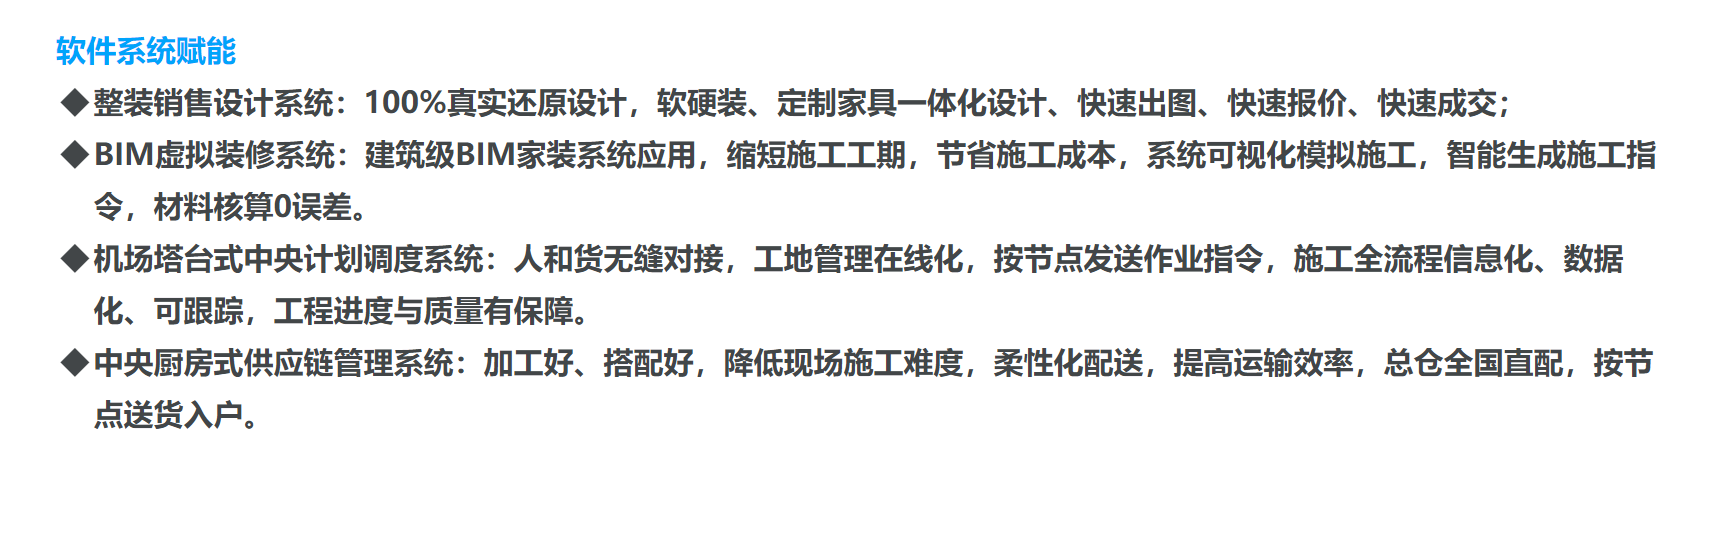 软件系统赋能
◆整装销售设计系统：100%真实还原设计，软硬装、定制家具一体化设计、快速出图、快速报价、快速成交；
◆BIM虚拟装修系统：建筑级BIM家装系统应用，缩短施工工期，节省施工成本，系统可视化模拟施工，智能生成施工指
令，材料核算0误差。
◆机场塔台式中央计划调度系统：人和货无缝对接，工地管理在线化，按节点发送作业指令，施工全流程信息化、数据
化、可跟踪，工程进度与质量有保障。
◆中央厨房式供应链管理系统：加工好、搭配好，降低现场施工难度，柔性化配送，提高运输效率，总仓全国直配，按节
点送货入户。